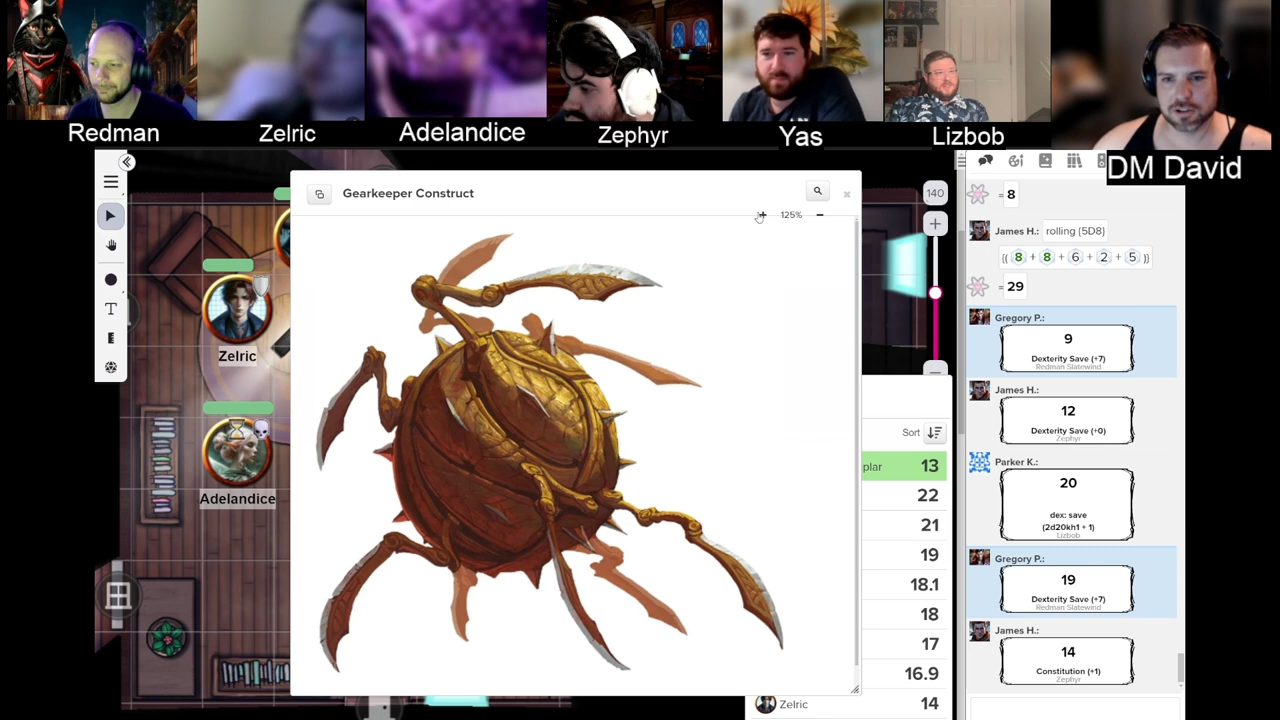 Redman
Zelric
Adelandice
Zephyr
Yas
Lizbob
DM David
Gearkeeper Construct
125%
Zelric
Adelandice
T
140
Sort
plar 13
22
21
19
18.1
18
17
16.9
Zelric 14
= 8
James H.: rolling (5D8)
((8 + 8 + 6 + 2 + 5))
= 29
Gregory P.:
9
Dexterity Save (+7)
Redman Slatewind
James H.:
12
Dexterity Save (+0)
Zephyr
Parker K.:
20
dex: save
(2d20kh1 + 1)
Lizbob
Gregory P.:
19
Dexterity Save (+7)
Redman Slatewind
James H.:
14
Constitution (+1)
Zephyr